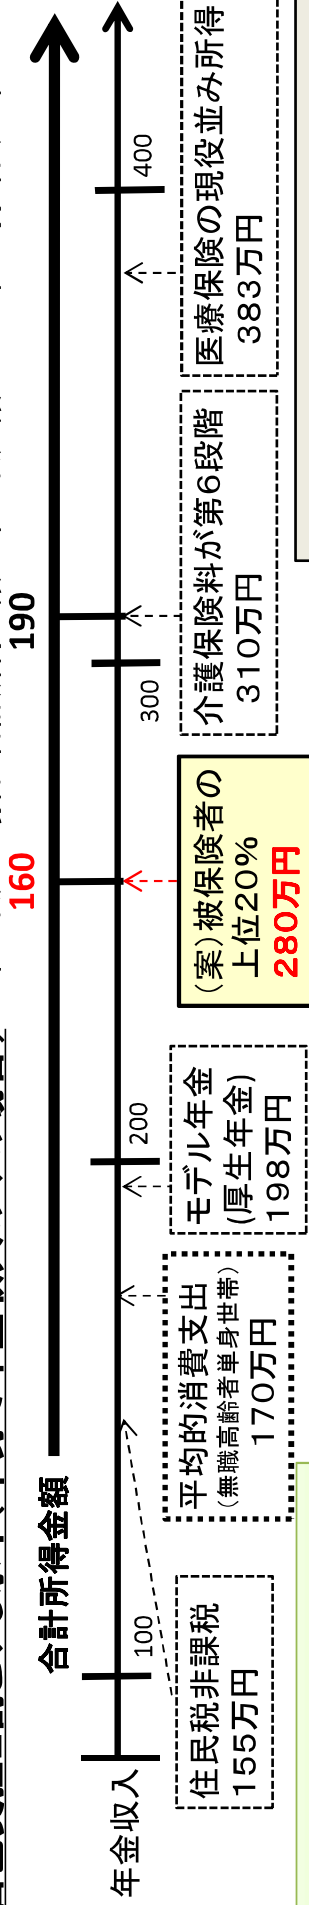 合計所得金額
160
190
年金収入
100
200
300
400
住民税非課税
155万円
平均的消費支出
(無職高齢者単身世帯)
170万円
モデル年金
(厚生年金)
198万円
(案)被保険者の
上位20%
280万円
介護保険料が第6段階
310万円
医療保険の現役並み所得
383万円